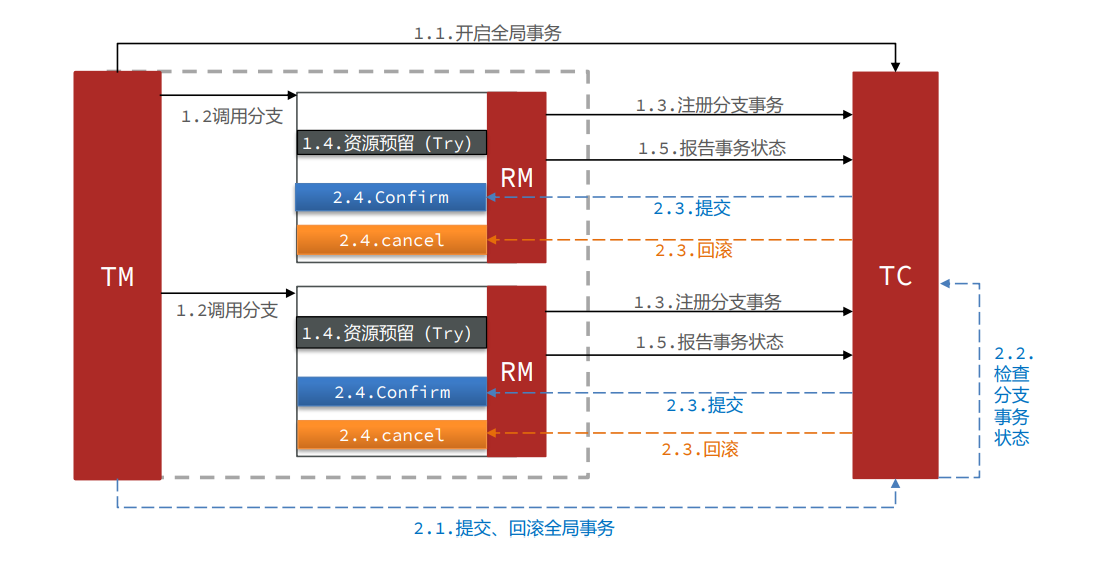 1.1.开启全局事务
1.2调用分支
1.3.注册分支事务
1.4.资源预留（Try）
1.5.报告事务状态
RM
2.4.Confirm
2.3.提交
2.4.cancel
2.3.回滚
TM
TC
1.2调用分支
1.3.注册分支事务
1.4.资源预留（Try）
1.5.报告事务状态
RM
2.4.Confirm
2.3.提交
2.4.cancel
2.3.回滚
2.2.
检查
分支
事务
状态
2.1.提交、回滚全局事务